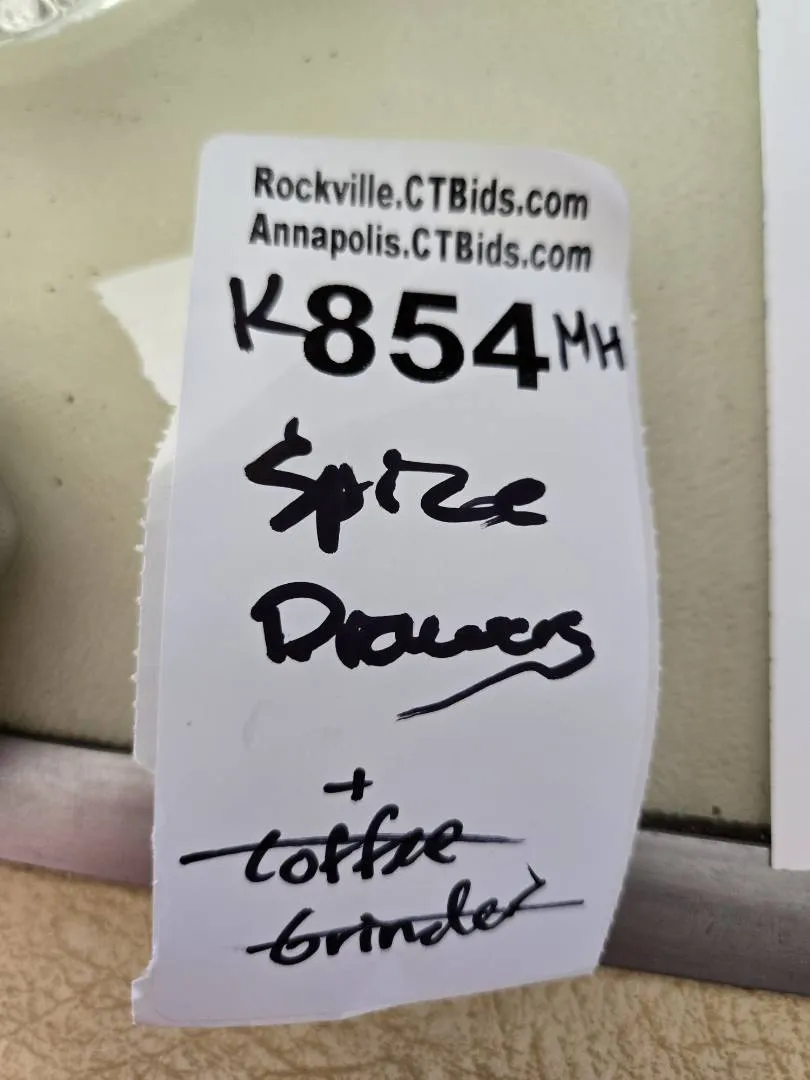 Rockville.CTBids.com
Annapolis.CTBids.com
K854MH
Spice
Drawers
+
Coffee
Grinder